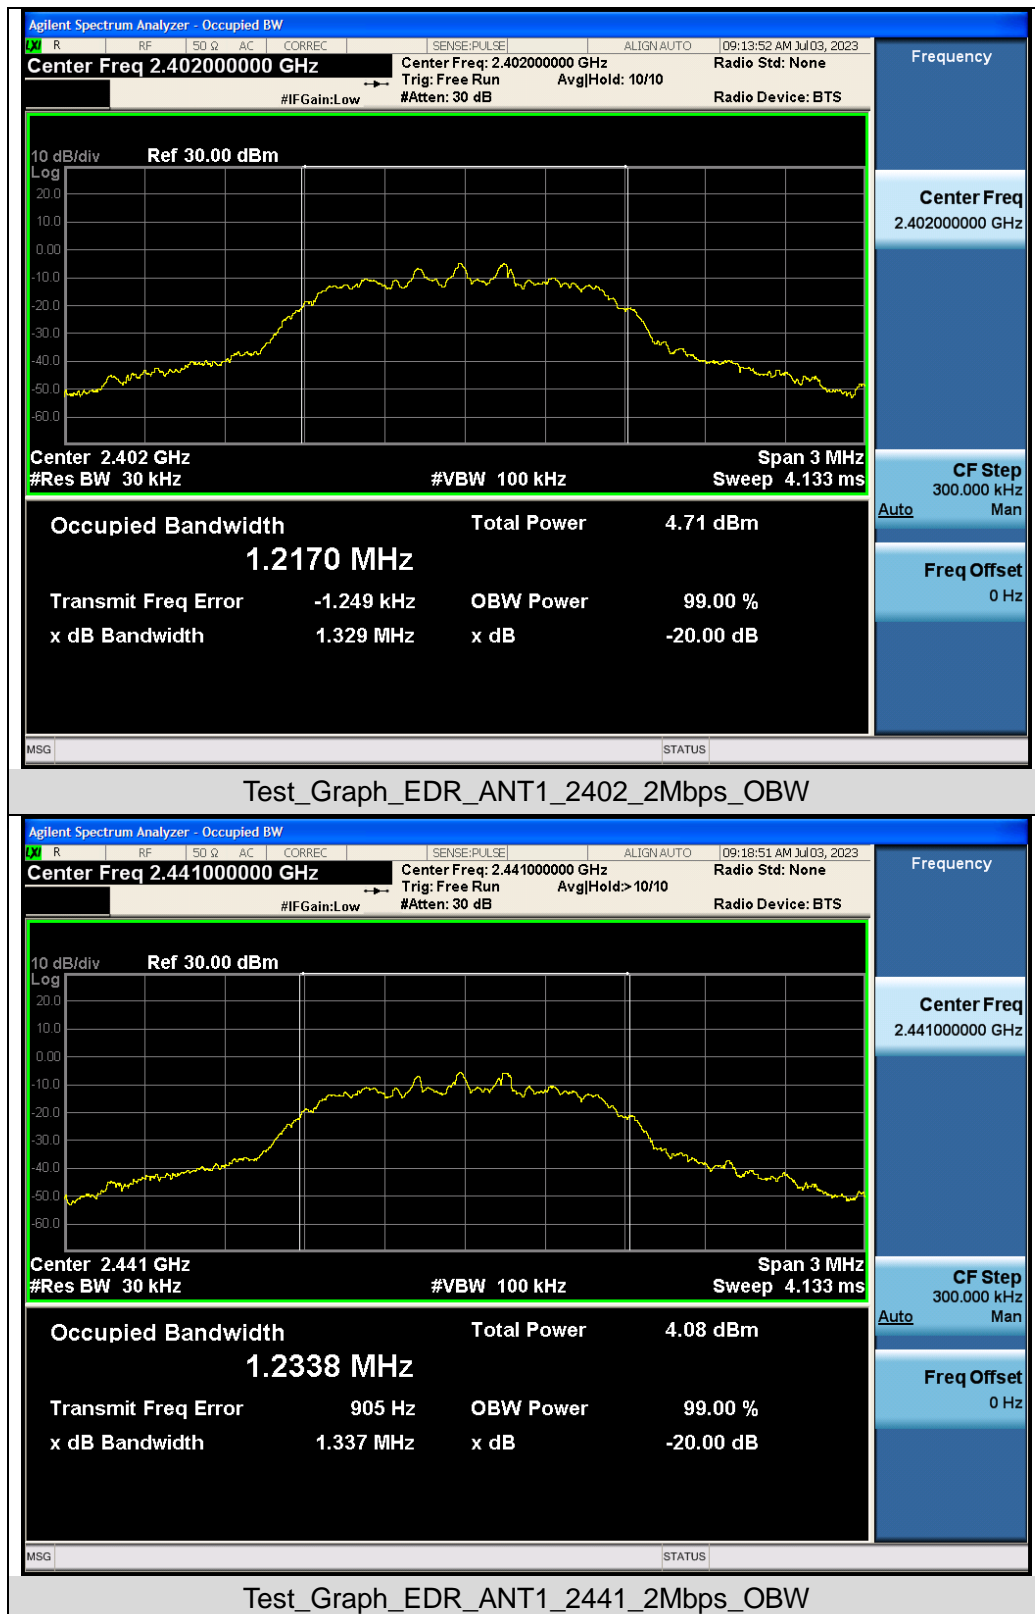 Agilent Spectrum Analyzer - Occupied BW
LXI R RF 50 Ω AC CORREC SENSE:PULSE ALIGN AUTO 09:13:52 AM Jul 03, 2023
Center Freq 2.402000000 GHz
Center Freq: 2.402000000 GHz
Radio Std: None
Trig: Free Run Avg|Hold: 10/10
#IFGain:Low #Atten: 30 dB Radio Device: BTS
Frequency
10 dB/div Ref 30.00 dBm
Log
20.0
10.0
0.00
-10.0
-20.0
-30.0
-40.0
-50.0
-60.0
Center 2.402 GHz Span 3 MHz
#Res BW 30 kHz #VBW 100 kHz Sweep 4.133 ms
Center Freq
2.402000000 GHz
CF Step
300.000 kHz
Auto Man
Freq Offset
0 Hz
Occupied Bandwidth Total Power 4.71 dBm
1.2170 MHz
Transmit Freq Error -1.249 kHz OBW Power 99.00 %
x dB Bandwidth 1.329 MHz x dB -20.00 dB
MSG STATUS
Test_Graph_EDR_ANT1_2402_2Mbps_OBW
Agilent Spectrum Analyzer - Occupied BW
LXI R RF 50 Ω AC CORREC SENSE:PULSE ALIGN AUTO 09:18:51 AM Jul 03, 2023
Center Freq 2.441000000 GHz
Center Freq: 2.441000000 GHz
Radio Std: None
Trig: Free Run Avg|Hold:> 10/10
#IFGain:Low #Atten: 30 dB Radio Device: BTS
Frequency
10 dB/div Ref 30.00 dBm
Log
20.0
10.0
0.00
-10.0
-20.0
-30.0
-40.0
-50.0
-60.0
Center 2.441 GHz Span 3 MHz
#Res BW 30 kHz #VBW 100 kHz Sweep 4.133 ms
Center Freq
2.441000000 GHz
CF Step
300.000 kHz
Auto Man
Freq Offset
0 Hz
Occupied Bandwidth Total Power 4.08 dBm
1.2338 MHz
Transmit Freq Error 905 Hz OBW Power 99.00 %
x dB Bandwidth 1.337 MHz x dB -20.00 dB
MSG STATUS
Test_Graph_EDR_ANT1_2441_2Mbps_OBW